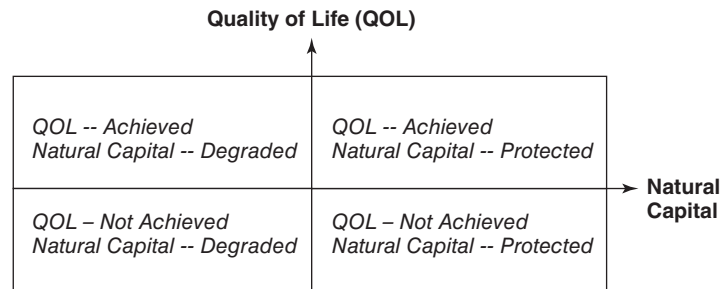 Quality of Life (QOL)
QOL -- Achieved
Natural Capital -- Degraded
QOL -- Achieved
Natural Capital -- Protected
Natural
Capital
QOL – Not Achieved
Natural Capital -- Degraded
QOL – Not Achieved
Natural Capital -- Protected